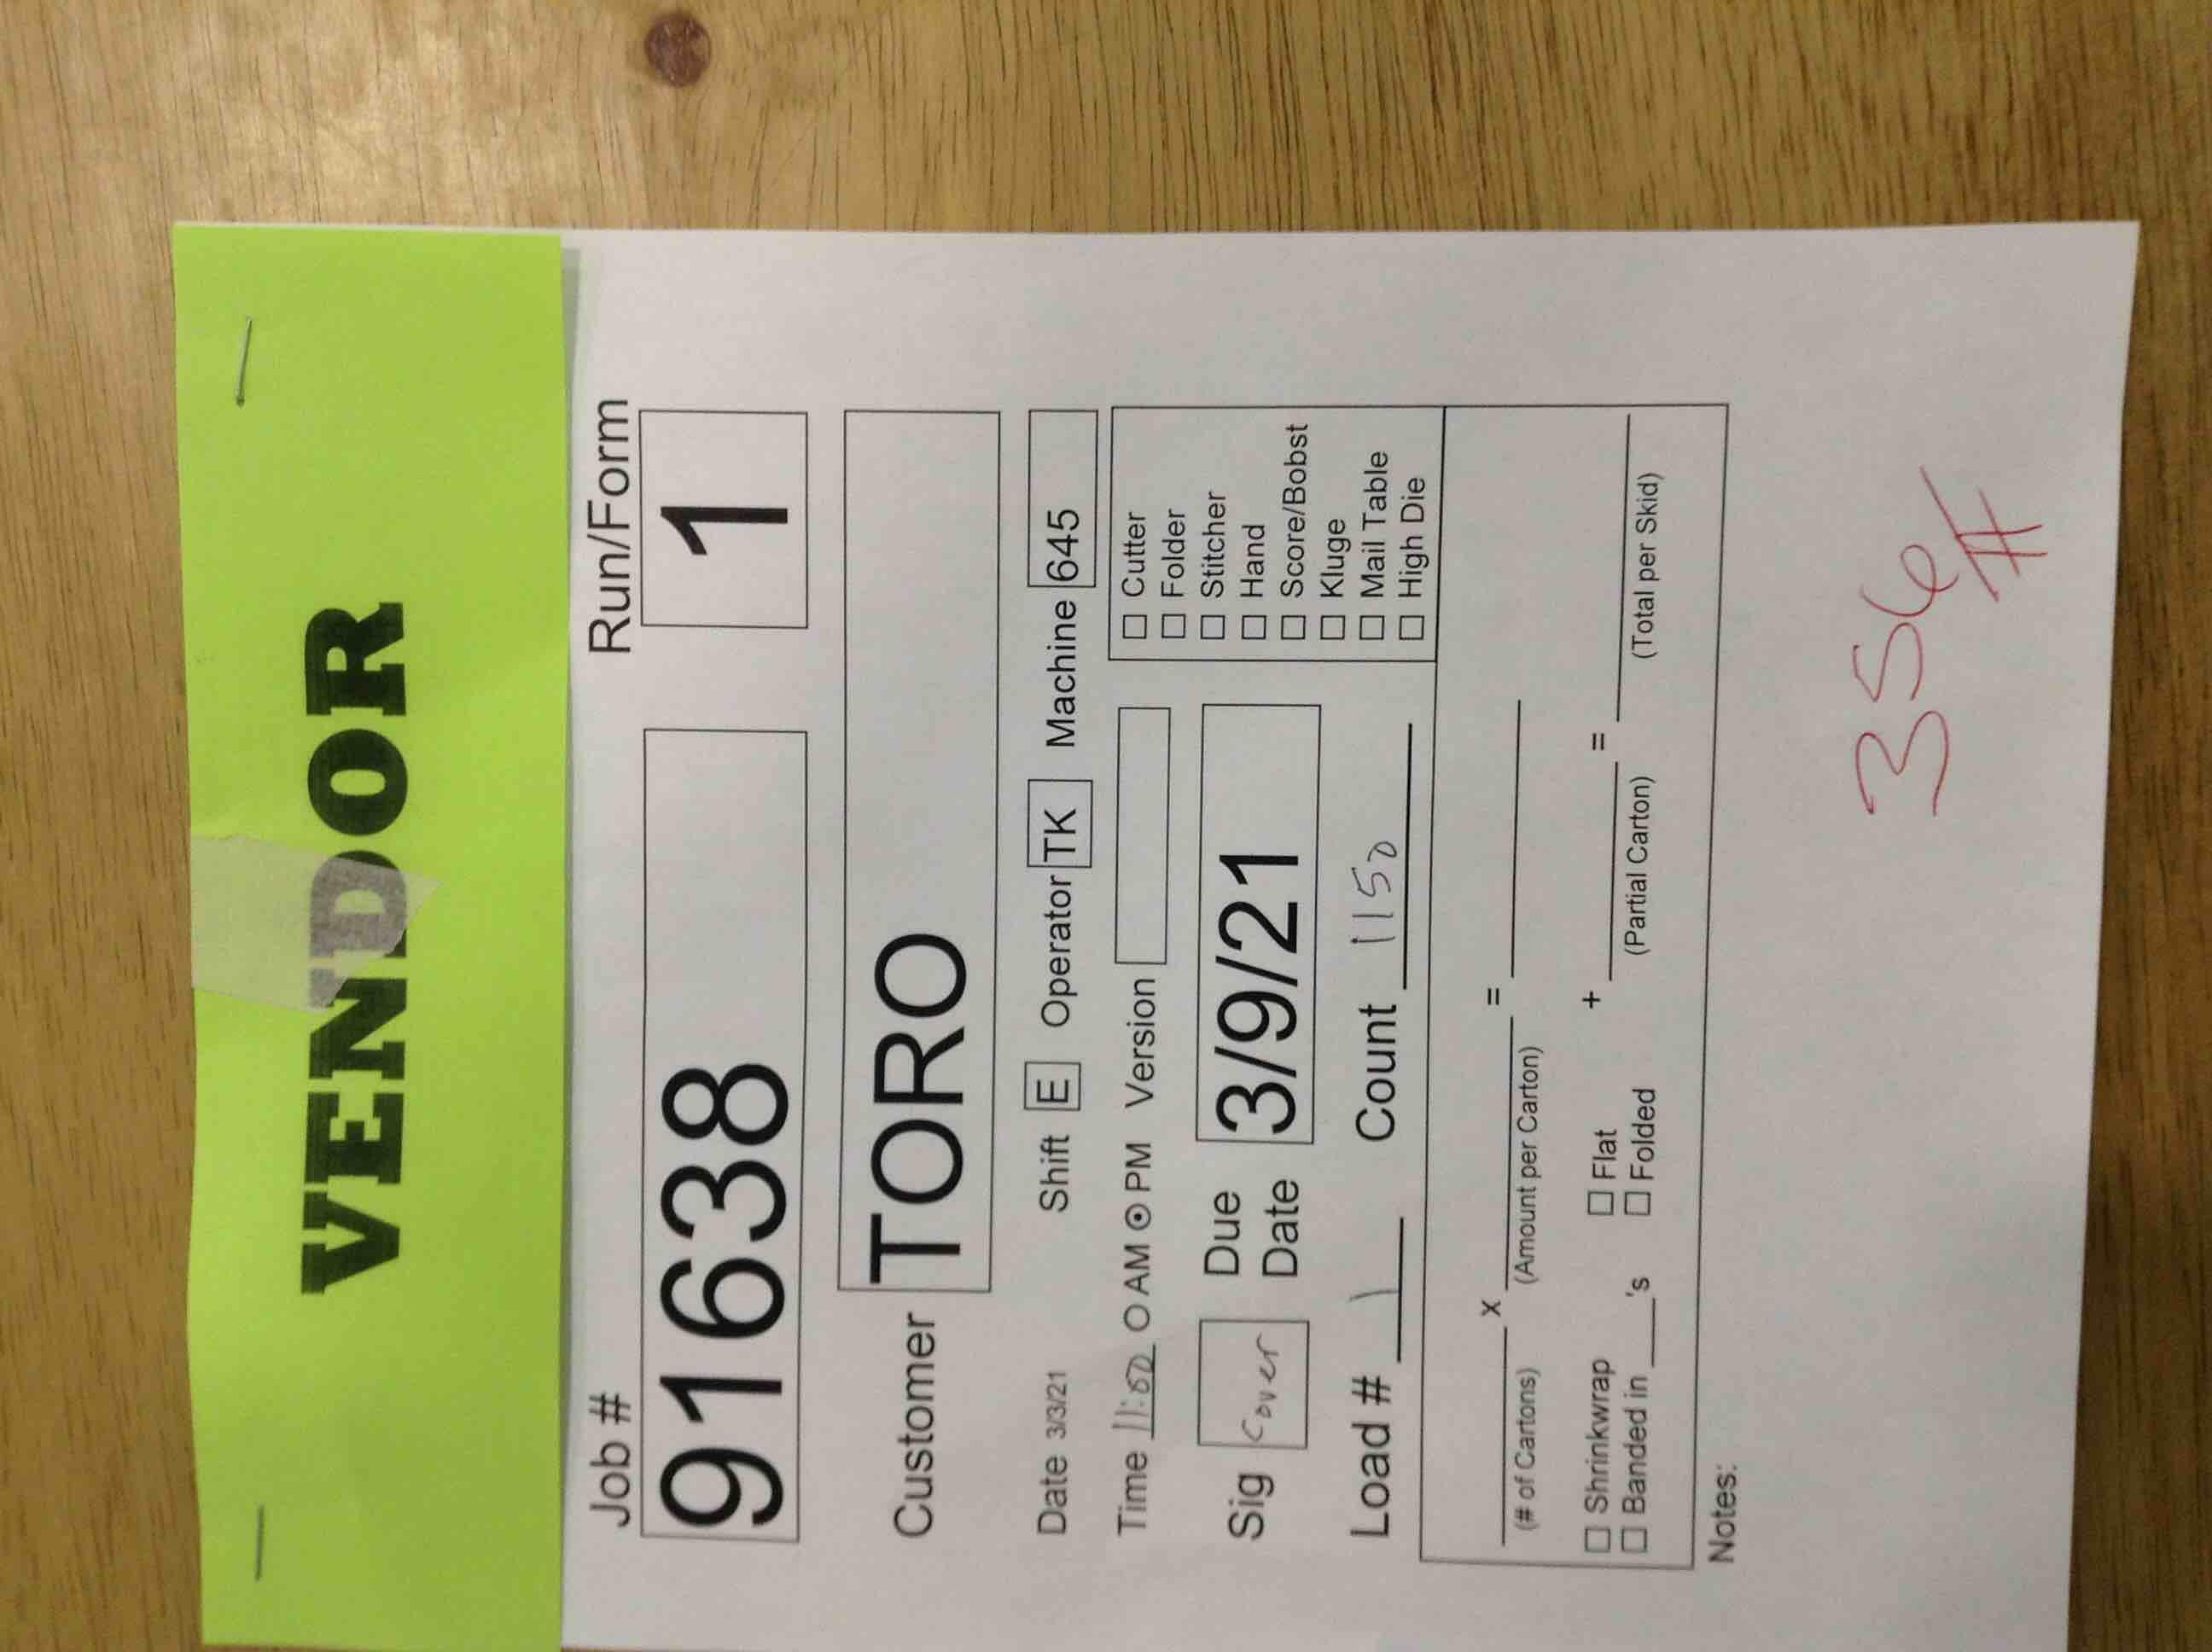 VENDOR
Job # Run/Form
91638 1
Customer TORO
Date 3/3/21 Shift E Operator TK Machine 645
Time 11:50 AM PM Version
Sig Cover Due Date 3/9/21
Load # 1 Count 1150
Cutter
Folder
Stitcher
Hand
Score/Bobst
Kluge
Mail Table
High Die
x =
(# of Cartons) (Amount per Carton)
Shrinkwrap Flat + =
Banded in ____'s Folded (Partial Carton) (Total per Skid)
Notes:
356#